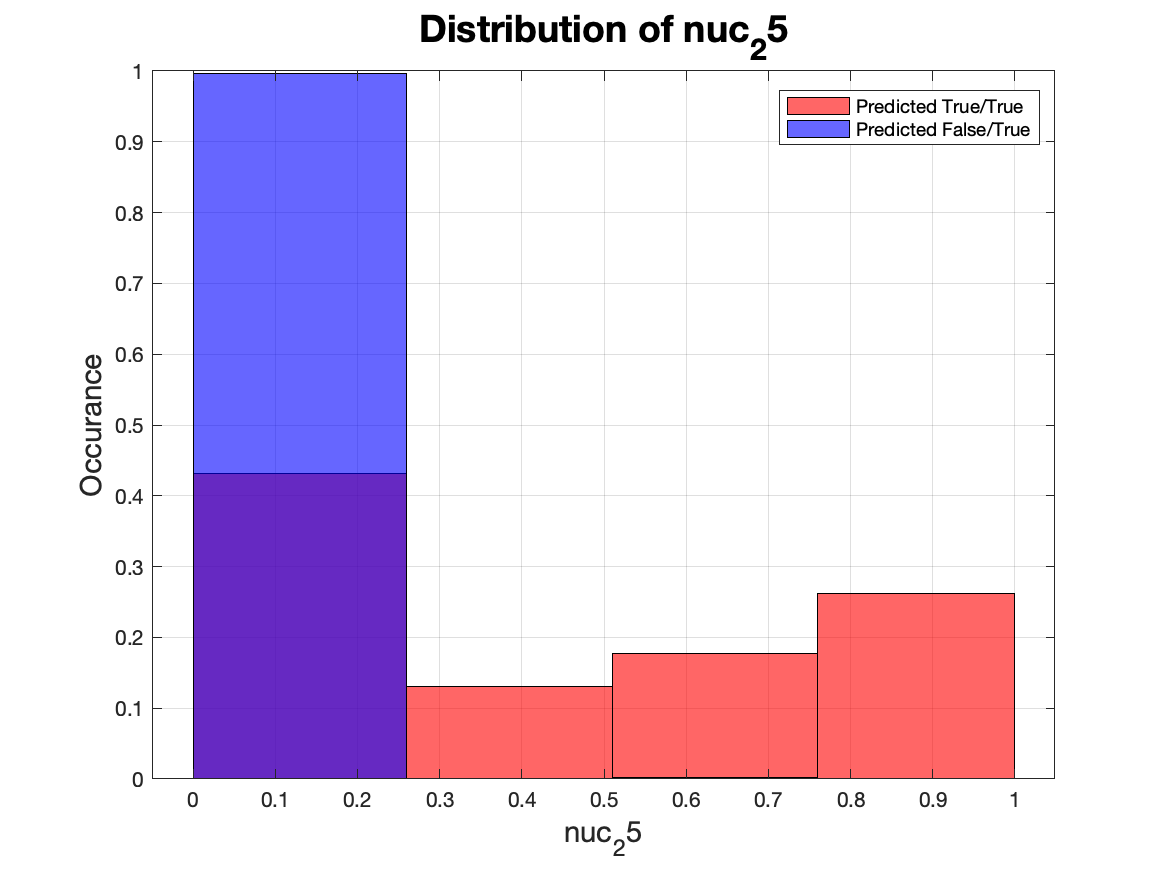 Distribution of nuc₂5
Predicted True/True
Predicted False/True
Occurance
1
0.9
0.8
0.7
0.6
0.5
0.4
0.3
0.2
0.1
0
0 0.1 0.2 0.3 0.4 0.5 0.6 0.7 0.8 0.9 1
nuc₂5